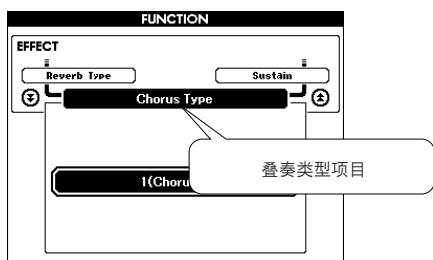 FUNCTION
EFFECT
Reverb Type
Sustain
Chorus Type
叠奏类型项目
1(Choru